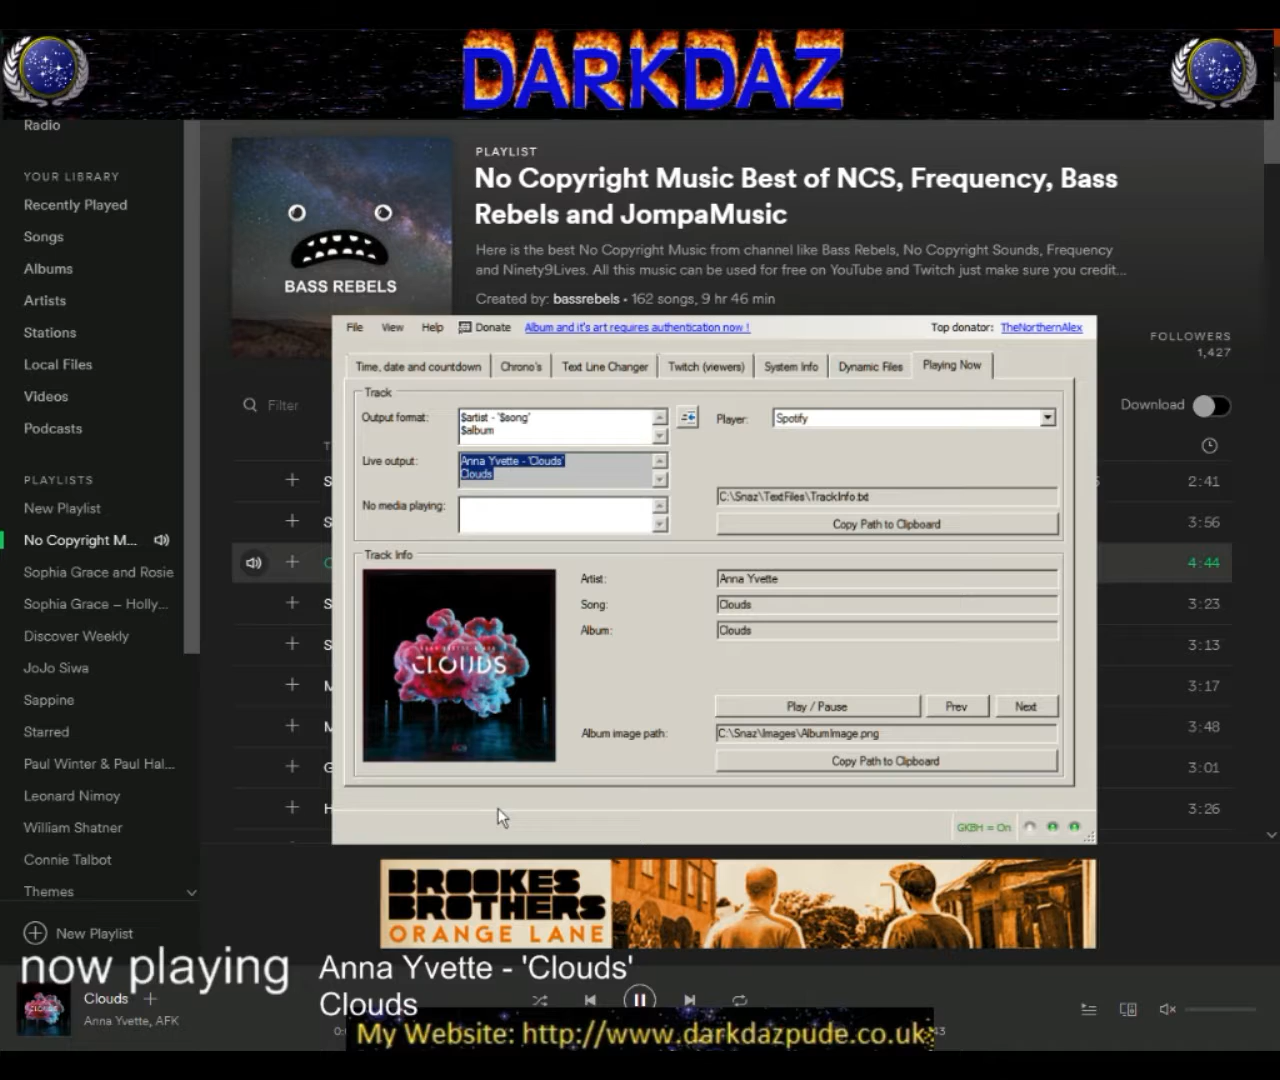 DARKDAZ
Radio
YOUR LIBRARY
Recently Played
Songs
Albums
Artists
Stations
Local Files
Videos
Podcasts
PLAYLISTS
New Playlist
No Copyright M...
Sophia Grace and Rosie
Sophia Grace – Holly...
Discover Weekly
JoJo Siwa
Sappine
Starred
Paul Winter & Paul Hal...
Leonard Nimoy
William Shatner
Connie Talbot
Themes
New Playlist
BASS REBELS
PLAYLIST
No Copyright Music Best of NCS, Frequency, Bass
Rebels and JompaMusic
Here is the best No Copyright Music from channel like Bass Rebels, No Copyright Sounds, Frequency
and Ninety9Lives. All this music can be used for free on YouTube and Twitch just make sure you credit...
Created by: bassrebels • 162 songs, 9 hr 46 min
FOLLOWERS
1,427
Filter
Download
2:41
3:56
4:44
3:23
3:13
3:17
3:48
3:01
3:26
File View Help Donate Album and it's art requires authentication now ! Top donator: TheNorthernAlex
Time, date and countdown Chrono's Text Line Changer Twitch (viewers) System Info Dynamic Files Playing Now
Track
Output format:
$artist - '$song'
$album
Player: Spotify
Live output:
Anna Yvette - 'Clouds'
Clouds
No media playing:
C:\Snaz\TextFiles\TrackInfo.txt
Copy Path to Clipboard
Track Info
CLOUDS
Artist: Anna Yvette
Song: Clouds
Album: Clouds
Play / Pause Prev Next
Album image path: C:\Snaz\Images\AlbumImage.png
Copy Path to Clipboard
GKBH = On
BROOKES
BROTHERS
ORANGE LANE
now playing
Anna Yvette - 'Clouds'
Clouds
Clouds
Anna Yvette, AFK
My Website: http://www.darkdazpude.co.uk